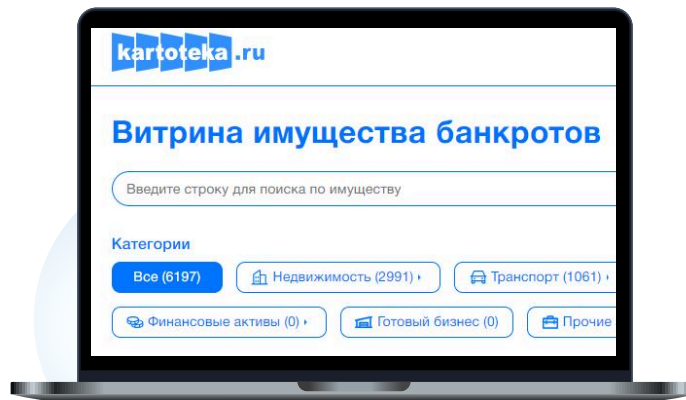 kartoteka.ru
Витрина имущества банкротов
Введите строку для поиска по имуществу
Категории
Все (6197) Недвижимость (2991) Транспорт (1061)
Финансовые активы (0) Готовый бизнес (0) Прочие